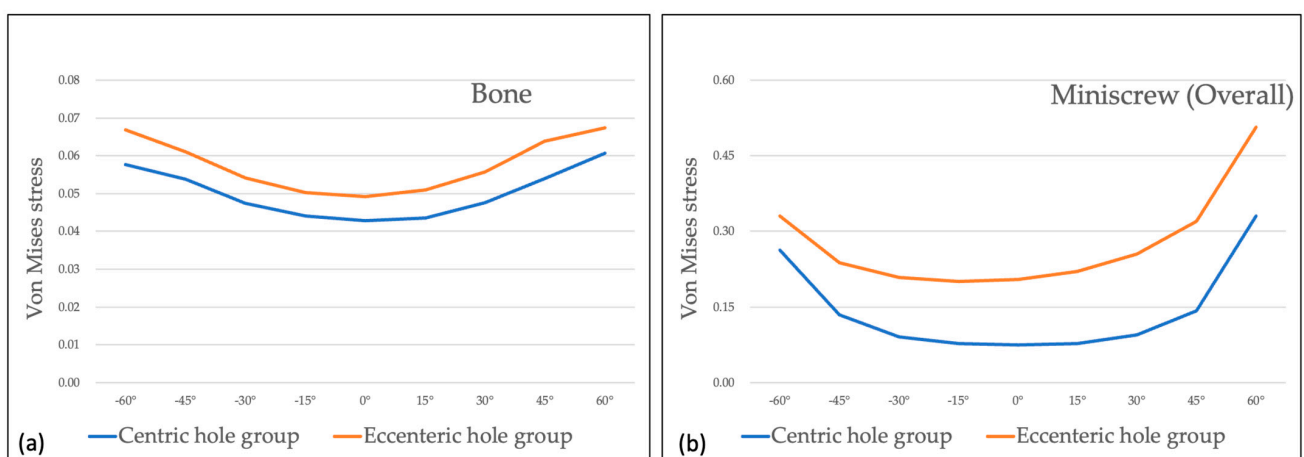 Bone
Von Mises stress
0.08
0.07
0.06
0.05
0.04
0.03
0.02
0.01
0.00
-60° -45° -30° -15° 0° 15° 30° 45° 60°
(a)
Centric hole group Eccenteric hole group
Miniscrew (Overall)
Von Mises stress
0.60
0.45
0.30
0.15
0.00
-60° -45° -30° -15° 0° 15° 30° 45° 60°
(b)
Centric hole group Eccenteric hole group